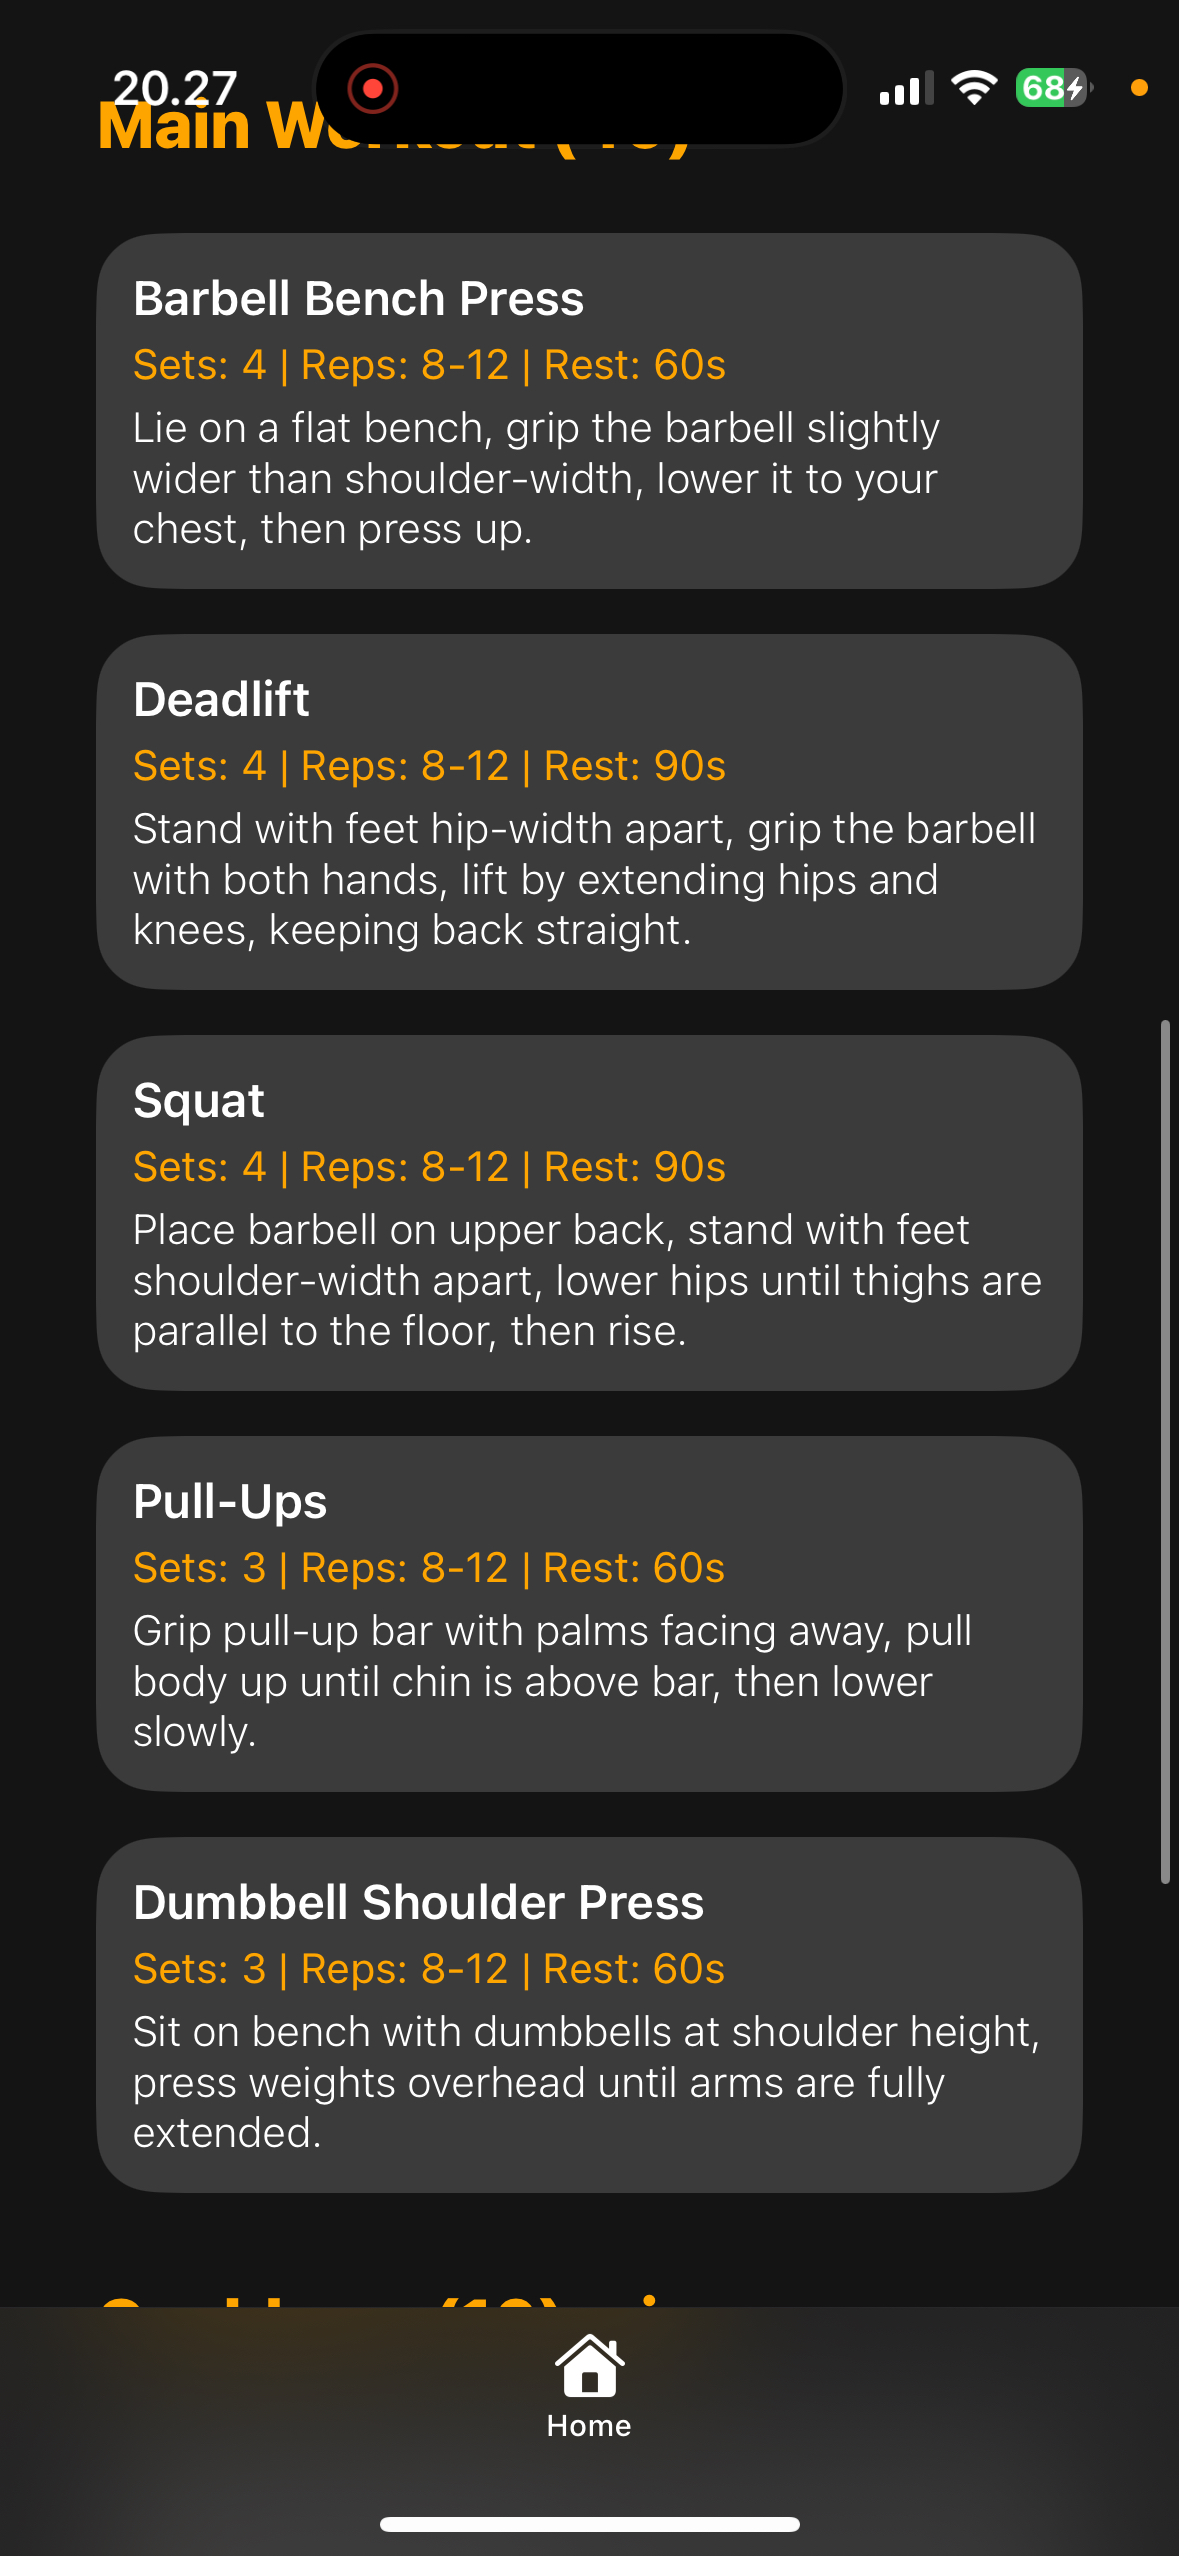 20.27
68
Main
Barbell Bench Press
Sets: 4 | Reps: 8-12 | Rest: 60s
Lie on a flat bench, grip the barbell slightly
wider than shoulder-width, lower it to your
chest, then press up.
Deadlift
Sets: 4 | Reps: 8-12 | Rest: 90s
Stand with feet hip-width apart, grip the barbell
with both hands, lift by extending hips and
knees, keeping back straight.
Squat
Sets: 4 | Reps: 8-12 | Rest: 90s
Place barbell on upper back, stand with feet
shoulder-width apart, lower hips until thighs are
parallel to the floor, then rise.
Pull-Ups
Sets: 3 | Reps: 8-12 | Rest: 60s
Grip pull-up bar with palms facing away, pull
body up until chin is above bar, then lower
slowly.
Dumbbell Shoulder Press
Sets: 3 | Reps: 8-12 | Rest: 60s
Sit on bench with dumbbells at shoulder height,
press weights overhead until arms are fully
extended.
Home